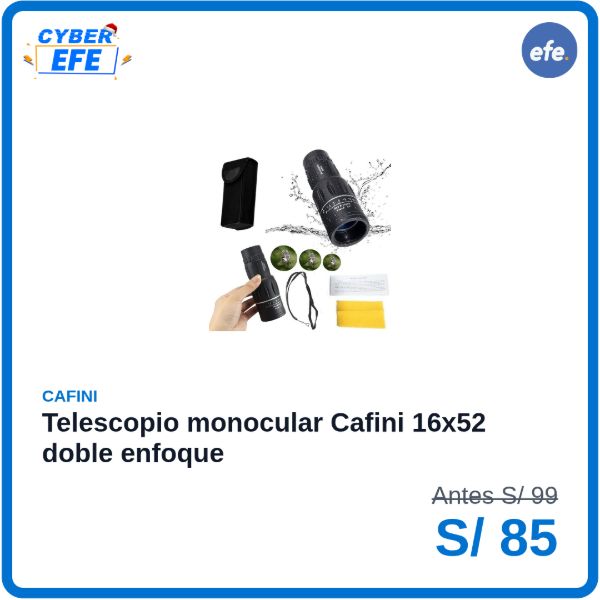 CYBER
EFE
efe.
CAFINI
Telescopio monocular Cafini 16x52
doble enfoque
Antes S/ 99
S/ 85